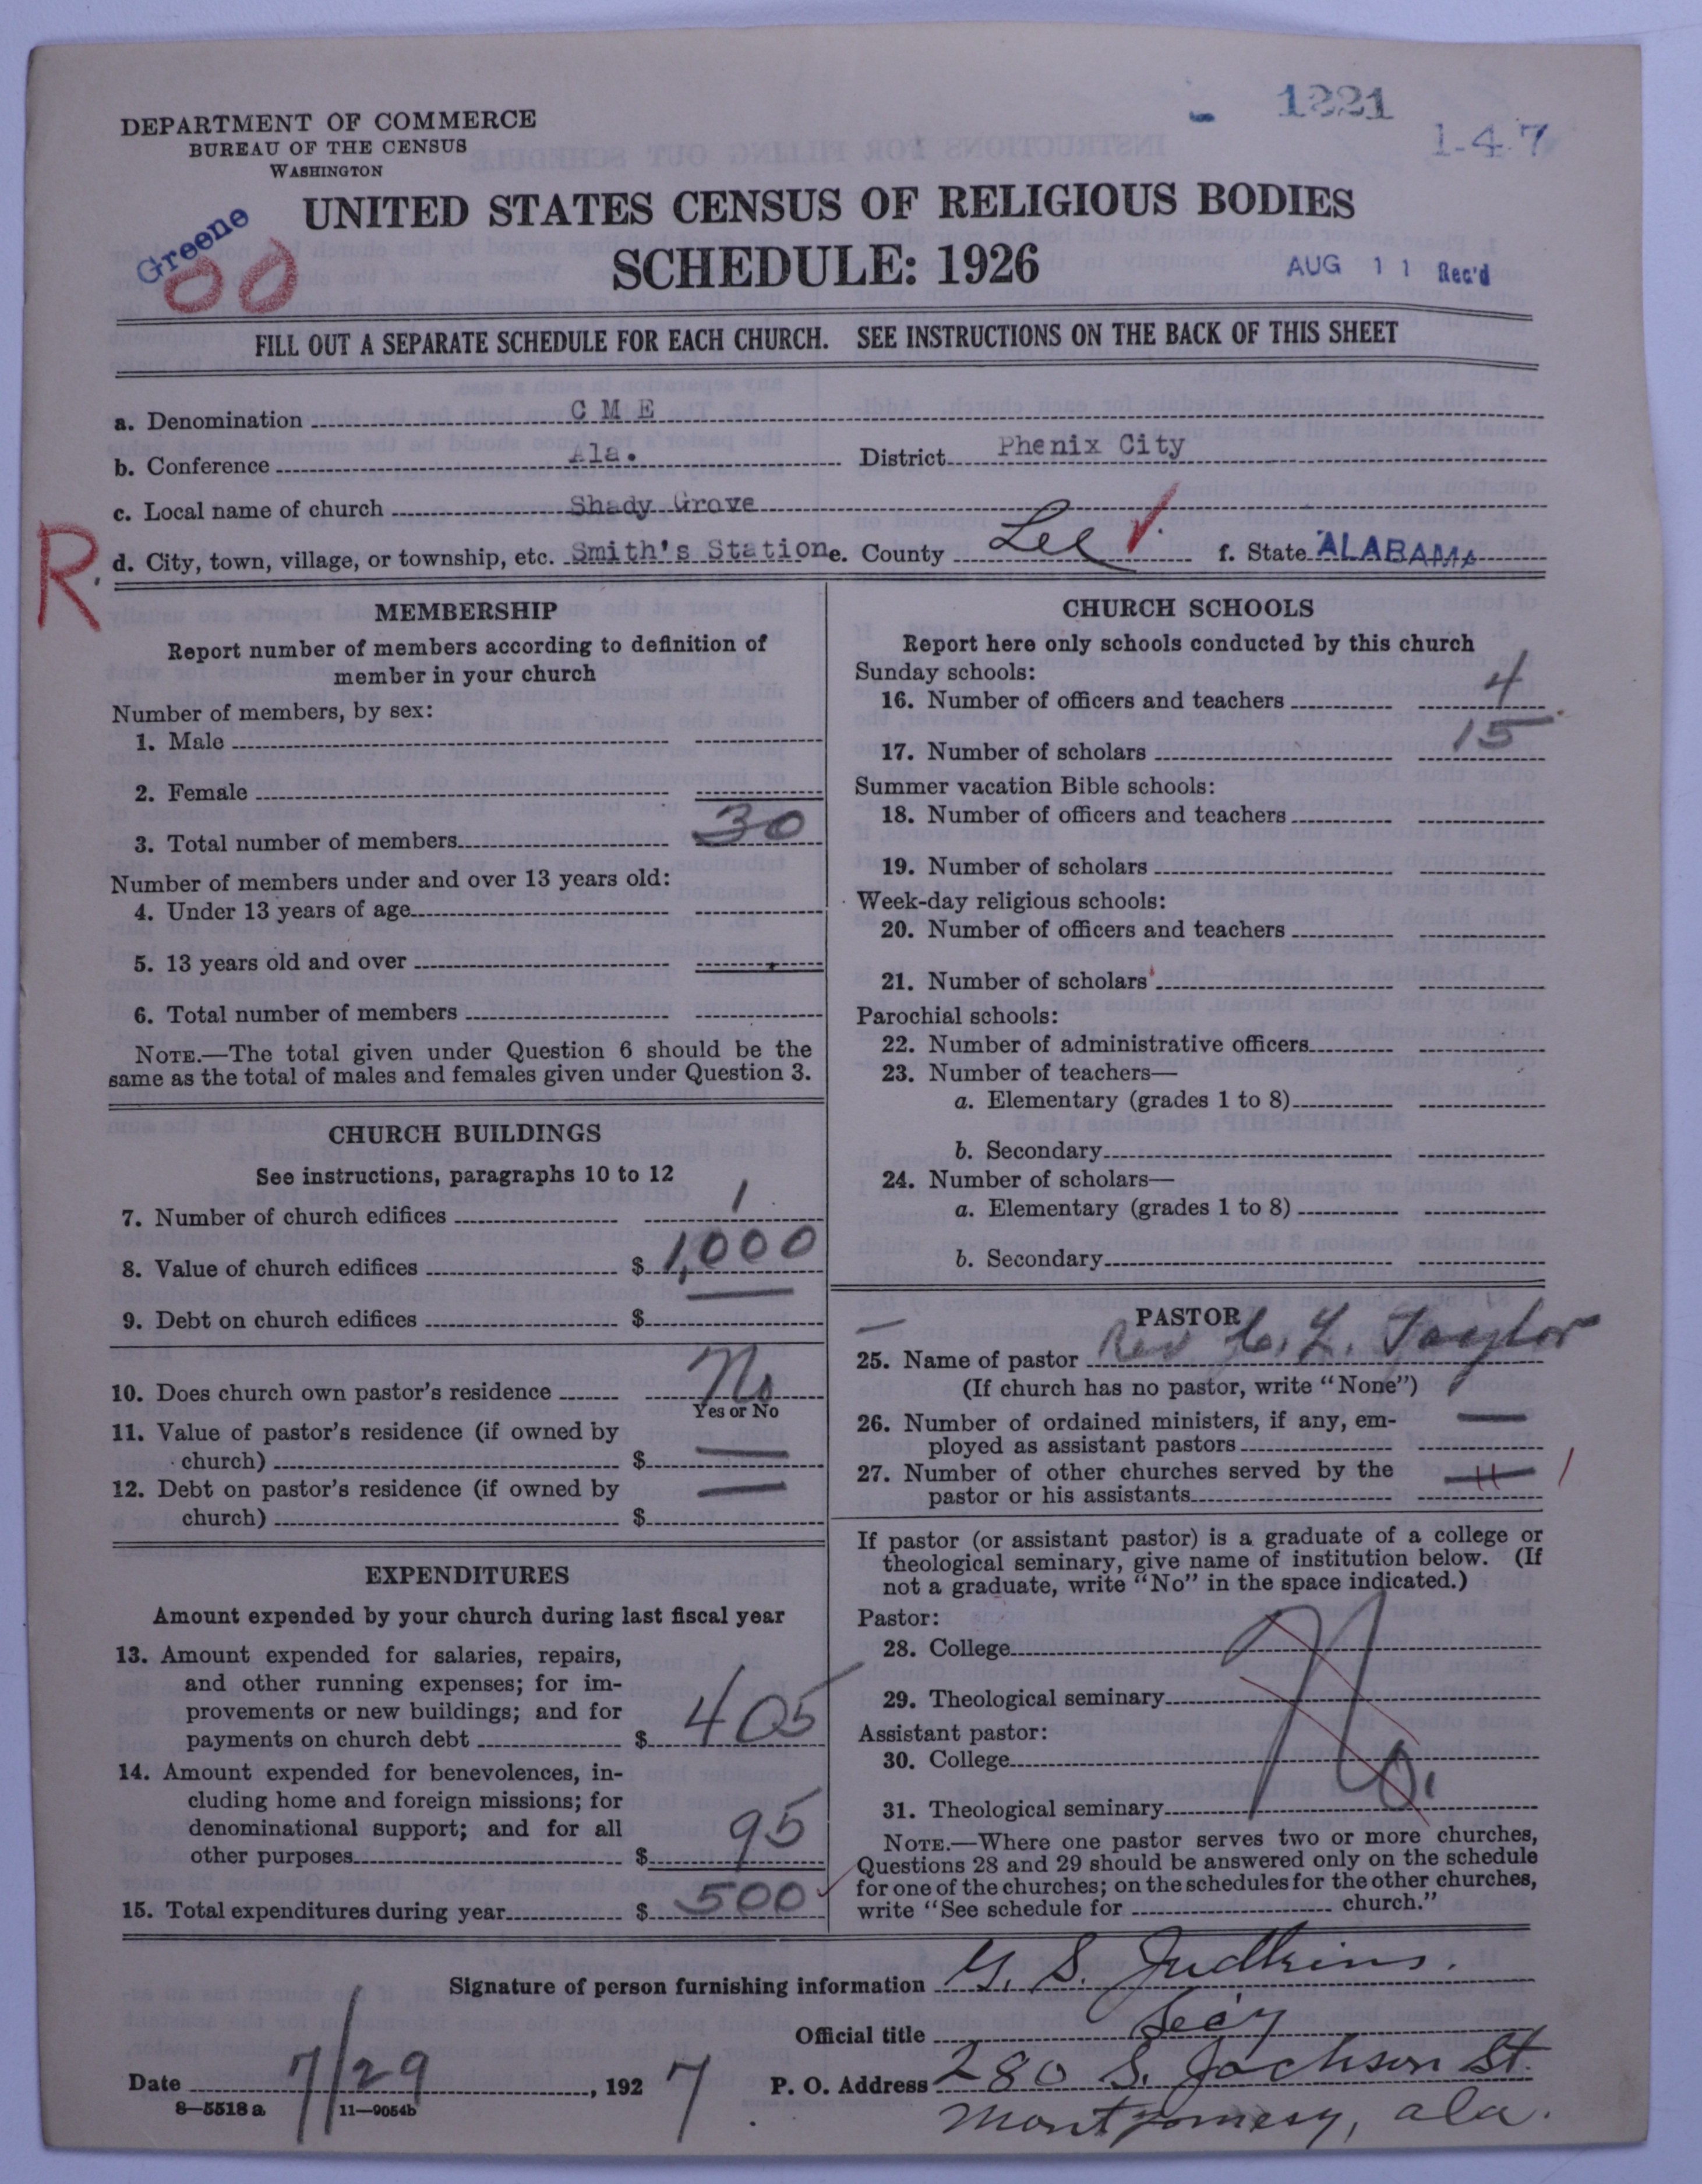 1221
1-47
DEPARTMENT OF COMMERCE
BUREAU OF THE CENSUS
WASHINGTON
UNITED STATES CENSUS OF RELIGIOUS BODIES
Greene
SCHEDULE: 1926
AUG 11 Rec'd
FILL OUT A SEPARATE SCHEDULE FOR EACH CHURCH. SEE INSTRUCTIONS ON THE BACK OF THIS SHEET
a. Denomination C M E
b. Conference Ala. District Phenix City
c. Local name of church Shady Grove
R. d. City, town, village, or township, etc. Smith's Station e. County Lee f. State ALABAMA
MEMBERSHIP
Report number of members according to definition of
member in your church
Number of members, by sex:
1. Male
2. Female
3. Total number of members 30
Number of members under and over 13 years old:
4. Under 13 years of age
5. 13 years old and over
6. Total number of members
NOTE.—The total given under Question 6 should be the
same as the total of males and females given under Question 3.
CHURCH BUILDINGS
See instructions, paragraphs 10 to 12
7. Number of church edifices 1
8. Value of church edifices $ 1,000
9. Debt on church edifices $
10. Does church own pastor's residence No
Yes or No
11. Value of pastor's residence (if owned by
church) $
12. Debt on pastor's residence (if owned by
church) $
EXPENDITURES
Amount expended by your church during last fiscal year
13. Amount expended for salaries, repairs,
and other running expenses; for im-
provements or new buildings; and for
payments on church debt $ 405
14. Amount expended for benevolences, in-
cluding home and foreign missions; for
denominational support; and for all
other purposes $ 95
15. Total expenditures during year $ 500
CHURCH SCHOOLS
Report here only schools conducted by this church
Sunday schools:
16. Number of officers and teachers 4
17. Number of scholars 15
Summer vacation Bible schools:
18. Number of officers and teachers
19. Number of scholars
Week-day religious schools:
20. Number of officers and teachers
21. Number of scholars
Parochial schools:
22. Number of administrative officers
23. Number of teachers—
a. Elementary (grades 1 to 8)
b. Secondary
24. Number of scholars—
a. Elementary (grades 1 to 8)
b. Secondary
PASTOR
25. Name of pastor Rev C. L. Taylor
(If church has no pastor, write "None")
26. Number of ordained ministers, if any, em-
ployed as assistant pastors —
27. Number of other churches served by the
pastor or his assistants — 1
If pastor (or assistant pastor) is a graduate of a college or
theological seminary, give name of institution below. (If
not a graduate, write "No" in the space indicated.)
Pastor:
28. College
29. Theological seminary
Assistant pastor:
30. College
31. Theological seminary
No.
NOTE.—Where one pastor serves two or more churches,
Questions 28 and 29 should be answered only on the schedule
for one of the churches; on the schedules for the other churches,
write "See schedule for church."
Signature of person furnishing information G. S. Judkins.
Official title Sec'y
Date 7/29, 1927 P. O. Address 280 S. Jackson St.
8—5518 a 11—9054b Montgomery, Ala.